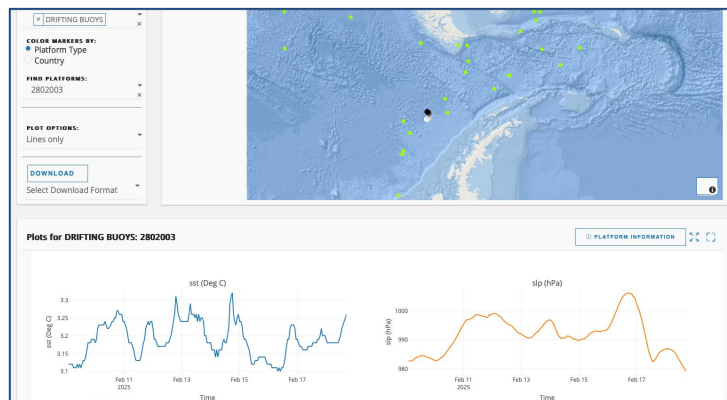 × DRIFTING BUOYS
×
COLOR MARKERS BY:
Platform Type
Country
FIND PLATFORMS:
2802003
×
PLOT OPTIONS:
Lines only
DOWNLOAD
Select Download Format
Plots for DRIFTING BUOYS: 2802003
PLATFORM INFORMATION
sst (Deg C)
sst (Deg C)
3.3
3.25
3.2
3.15
3.1
Feb 11
2025
Feb 13
Feb 15
Feb 17
Time
slp (hPa)
slp (hPa)
1000
990
980
Feb 11
2025
Feb 13
Feb 15
Feb 17
Time